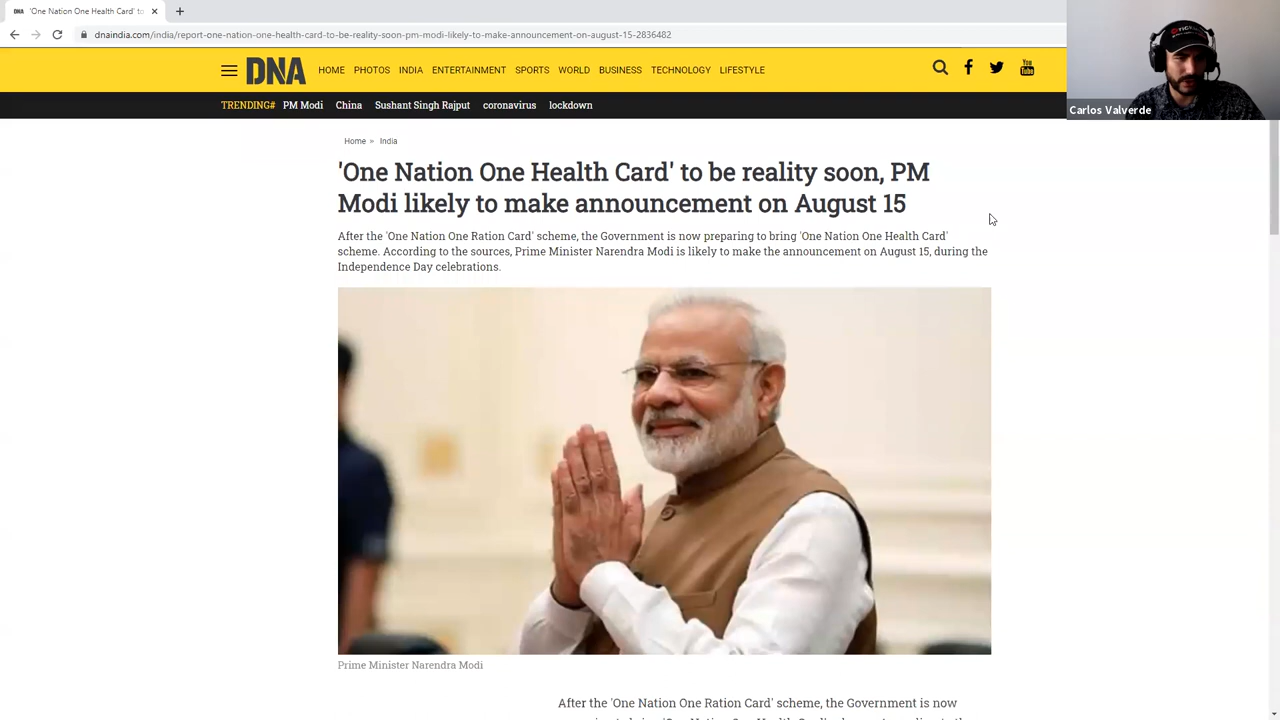 DNA 'One Nation One Health Card' to
dnaindia.com/india/report-one-nation-one-health-card-to-be-reality-soon-pm-modi-likely-to-make-announcement-on-august-15-2836482
DNA HOME PHOTOS INDIA ENTERTAINMENT SPORTS WORLD BUSINESS TECHNOLOGY LIFESTYLE You Tube
TRENDING# PM Modi China Sushant Singh Rajput coronavirus lockdown
Carlos Valverde
Home » India
'One Nation One Health Card' to be reality soon, PM
Modi likely to make announcement on August 15
After the 'One Nation One Ration Card' scheme, the Government is now preparing to bring 'One Nation One Health Card'
scheme. According to the sources, Prime Minister Narendra Modi is likely to make the announcement on August 15, during the
Independence Day celebrations.
Prime Minister Narendra Modi
After the 'One Nation One Ration Card' scheme, the Government is now